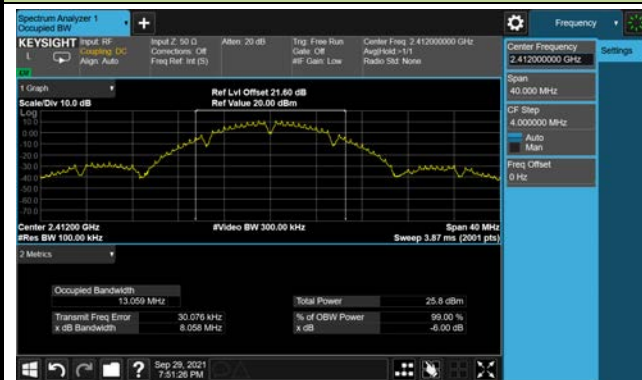 Spectrum Analyzer 1
Occupied BW
Frequency
KEYSIGHT
L
Input: RF
Coupling: DC
Align: Auto
Input Z: 50 Ω
Corrections: Off
Freq Ref: Int (S)
Atten: 20 dB
Trig: Free Run
Gate: Off
#IF Gain: Low
Center Freq: 2.412000000 GHz
Avg|Hold:>1/1
Radio Std: None
Center Frequency
2.412000000 GHz
Settings
Span
40.000 MHz
CF Step
4.000000 MHz
Auto
Man
Freq Offset
0 Hz
1 Graph
Scale/Div 10.0 dB
Ref Lvl Offset 21.60 dB
Ref Value 20.00 dBm
Log
10.0
0.00
-10.0
-20.0
-30.0
-40.0
-50.0
-60.0
-70.0
Center 2.41200 GHz
#Video BW 300.00 kHz
Span 40 MHz
#Res BW 100.00 kHz
Sweep 3.87 ms (2001 pts)
2 Metrics
Occupied Bandwidth
13.059 MHz
Total Power 25.8 dBm
Transmit Freq Error 30.076 kHz
% of OBW Power 99.00 %
x dB Bandwidth 8.058 MHz
x dB -6.00 dB
?
Sep 29, 2021
7:51:26 PM